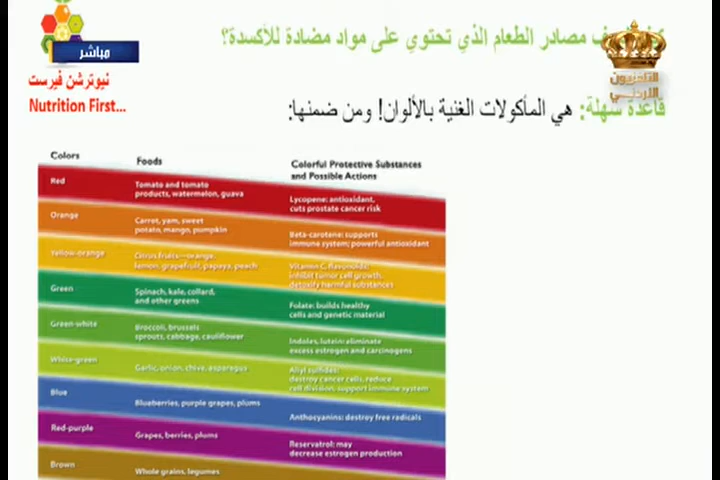 مصادر الطعام الذي تحتوي على مواد مضادة للأكسدة؟
مباشر
التلفزيون
الأردني
نيوترشن فيرست
Nutrition First...
قاعدة سهلة: هي المأكولات الغنية بالألوان! ومن ضمنها:
Colors
Foods
Colorful Protective Substances
and Possible Actions
Red
Tomato and tomato
products, watermelon, guava
Lycopene: antioxidant,
cuts prostate cancer risk
Orange
Carrot, yam, sweet
potato, mango, pumpkin
Beta-carotene: supports
immune system; powerful antioxidant
Yellow-orange
Citrus fruits—orange,
lemon, grapefruit, papaya, peach
Vitamin C, flavonoids:
inhibit tumor cell growth,
detoxify harmful substances
Green
Spinach, kale, collard,
and other greens
Folate: builds healthy
cells and genetic material
Green-white
Broccoli, brussels
sprouts, cabbage, cauliflower
Indoles, lutein: eliminate
excess estrogen and carcinogens
White-green
Garlic, onion, chive, asparagus
Allyl sulfides:
destroy cancer cells, reduce
cell division, support immune system
Blue
Blueberries, purple grapes, plums
Anthocyanins: destroy free radicals
Red-purple
Grapes, berries, plums
Reservatrol: may
decrease estrogen production
Brown
Whole grains, legumes